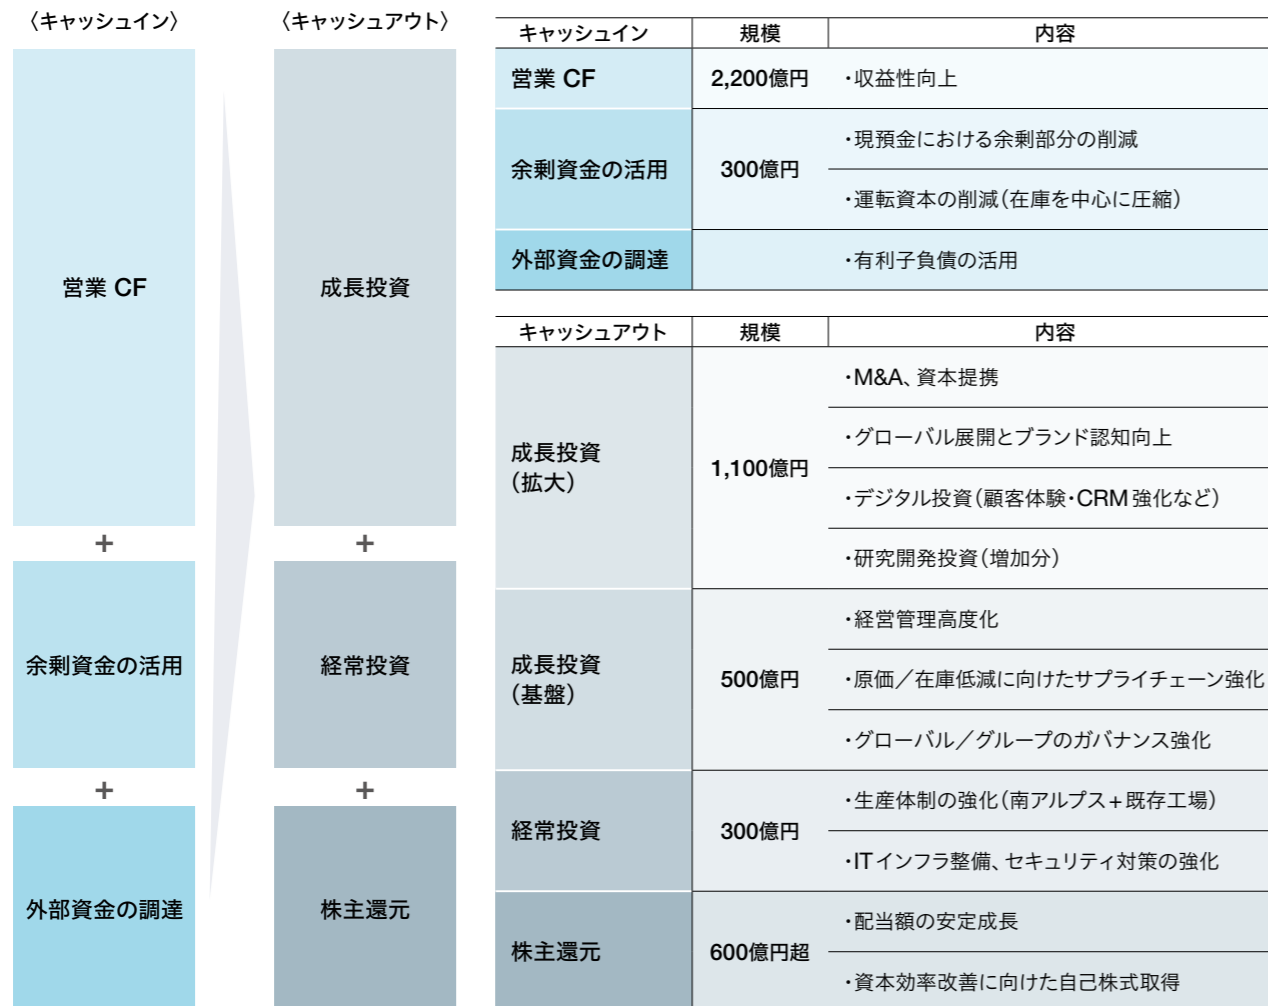 〈キャッシュイン〉
営業 CF
+
余剰資金の活用
+
外部資金の調達
〈キャッシュアウト〉
成長投資
+
経常投資
+
株主還元
キャッシュイン 規模 内容
営業 CF 2,200億円 ・収益性向上
余剰資金の活用 300億円 ・現預金における余剰部分の削減
・運転資本の削減(在庫を中心に圧縮)
外部資金の調達 ・有利子負債の活用
キャッシュアウト 規模 内容
成長投資
(拡大)
1,100億円
・M&A、資本提携
・グローバル展開とブランド認知向上
・デジタル投資(顧客体験・CRM強化など)
・研究開発投資(増加分)
成長投資
(基盤)
500億円
・経営管理高度化
・原価/在庫低減に向けたサプライチェーン強化
・グローバル/グループのガバナンス強化
経常投資 300億円 ・生産体制の強化(南アルプス+既存工場)
・ITインフラ整備、セキュリティ対策の強化
株主還元 600億円超 ・配当額の安定成長
・資本効率改善に向けた自己株式取得